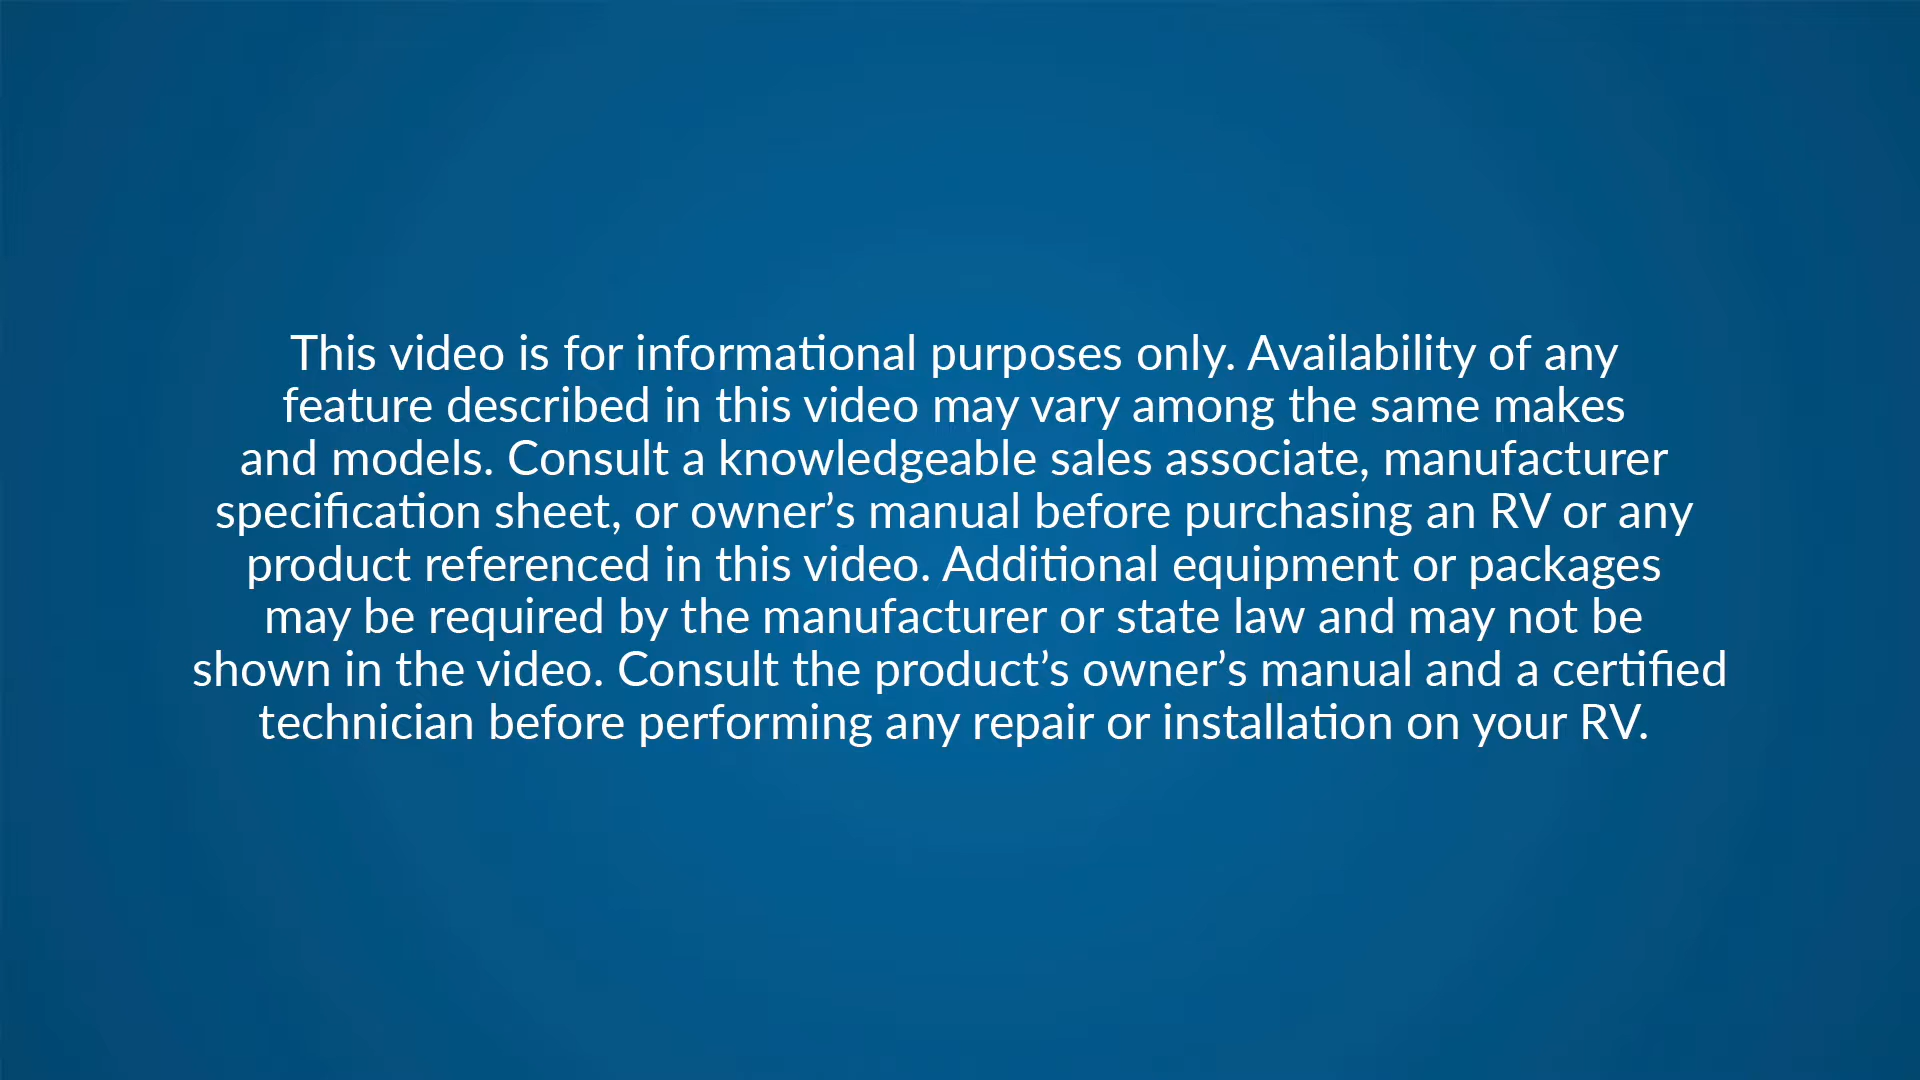 This video is for informational purposes only. Availability of any
feature described in this video may vary among the same makes
and models. Consult a knowledgeable sales associate, manufacturer
specification sheet, or owner’s manual before purchasing an RV or any
product referenced in this video. Additional equipment or packages
may be required by the manufacturer or state law and may not be
shown in the video. Consult the product’s owner’s manual and a certified
technician before performing any repair or installation on your RV.